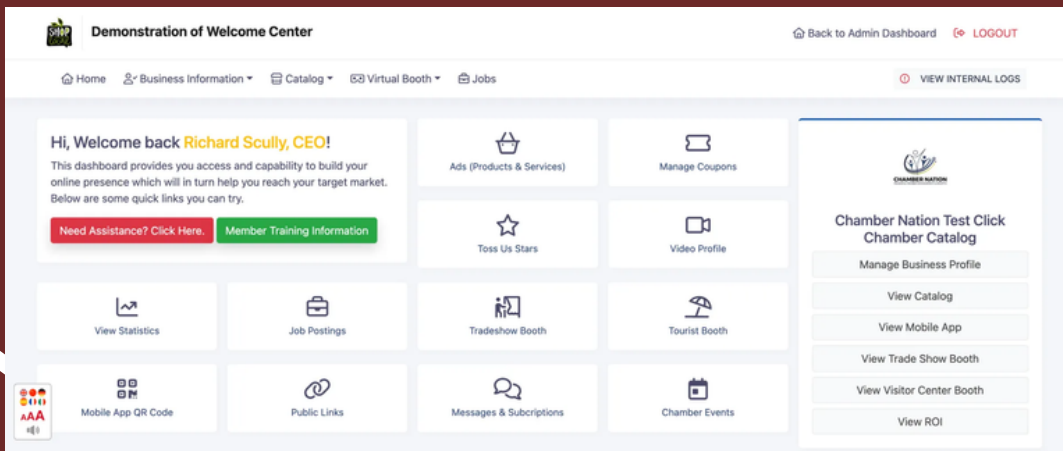 SHOP
Demonstration of Welcome Center
Back to Admin Dashboard
LOGOUT
Home
Business Information
Catalog
Virtual Booth
Jobs
VIEW INTERNAL LOGS
Hi, Welcome back Richard Scully, CEO!
This dashboard provides you access and capability to build your
online presence which will in turn help you reach your target market.
Below are some quick links you can try.
Need Assistance? Click Here.
Member Training Information
Ads (Products & Services)
Manage Coupons
Toss Us Stars
Video Profile
View Statistics
Job Postings
Tradeshow Booth
Tourist Booth
Mobile App QR Code
Public Links
Messages & Subcriptions
Chamber Events
CHAMBER NATION
Chamber Nation Test Click
Chamber Catalog
Manage Business Profile
View Catalog
View Mobile App
View Trade Show Booth
View Visitor Center Booth
View ROI
AAA